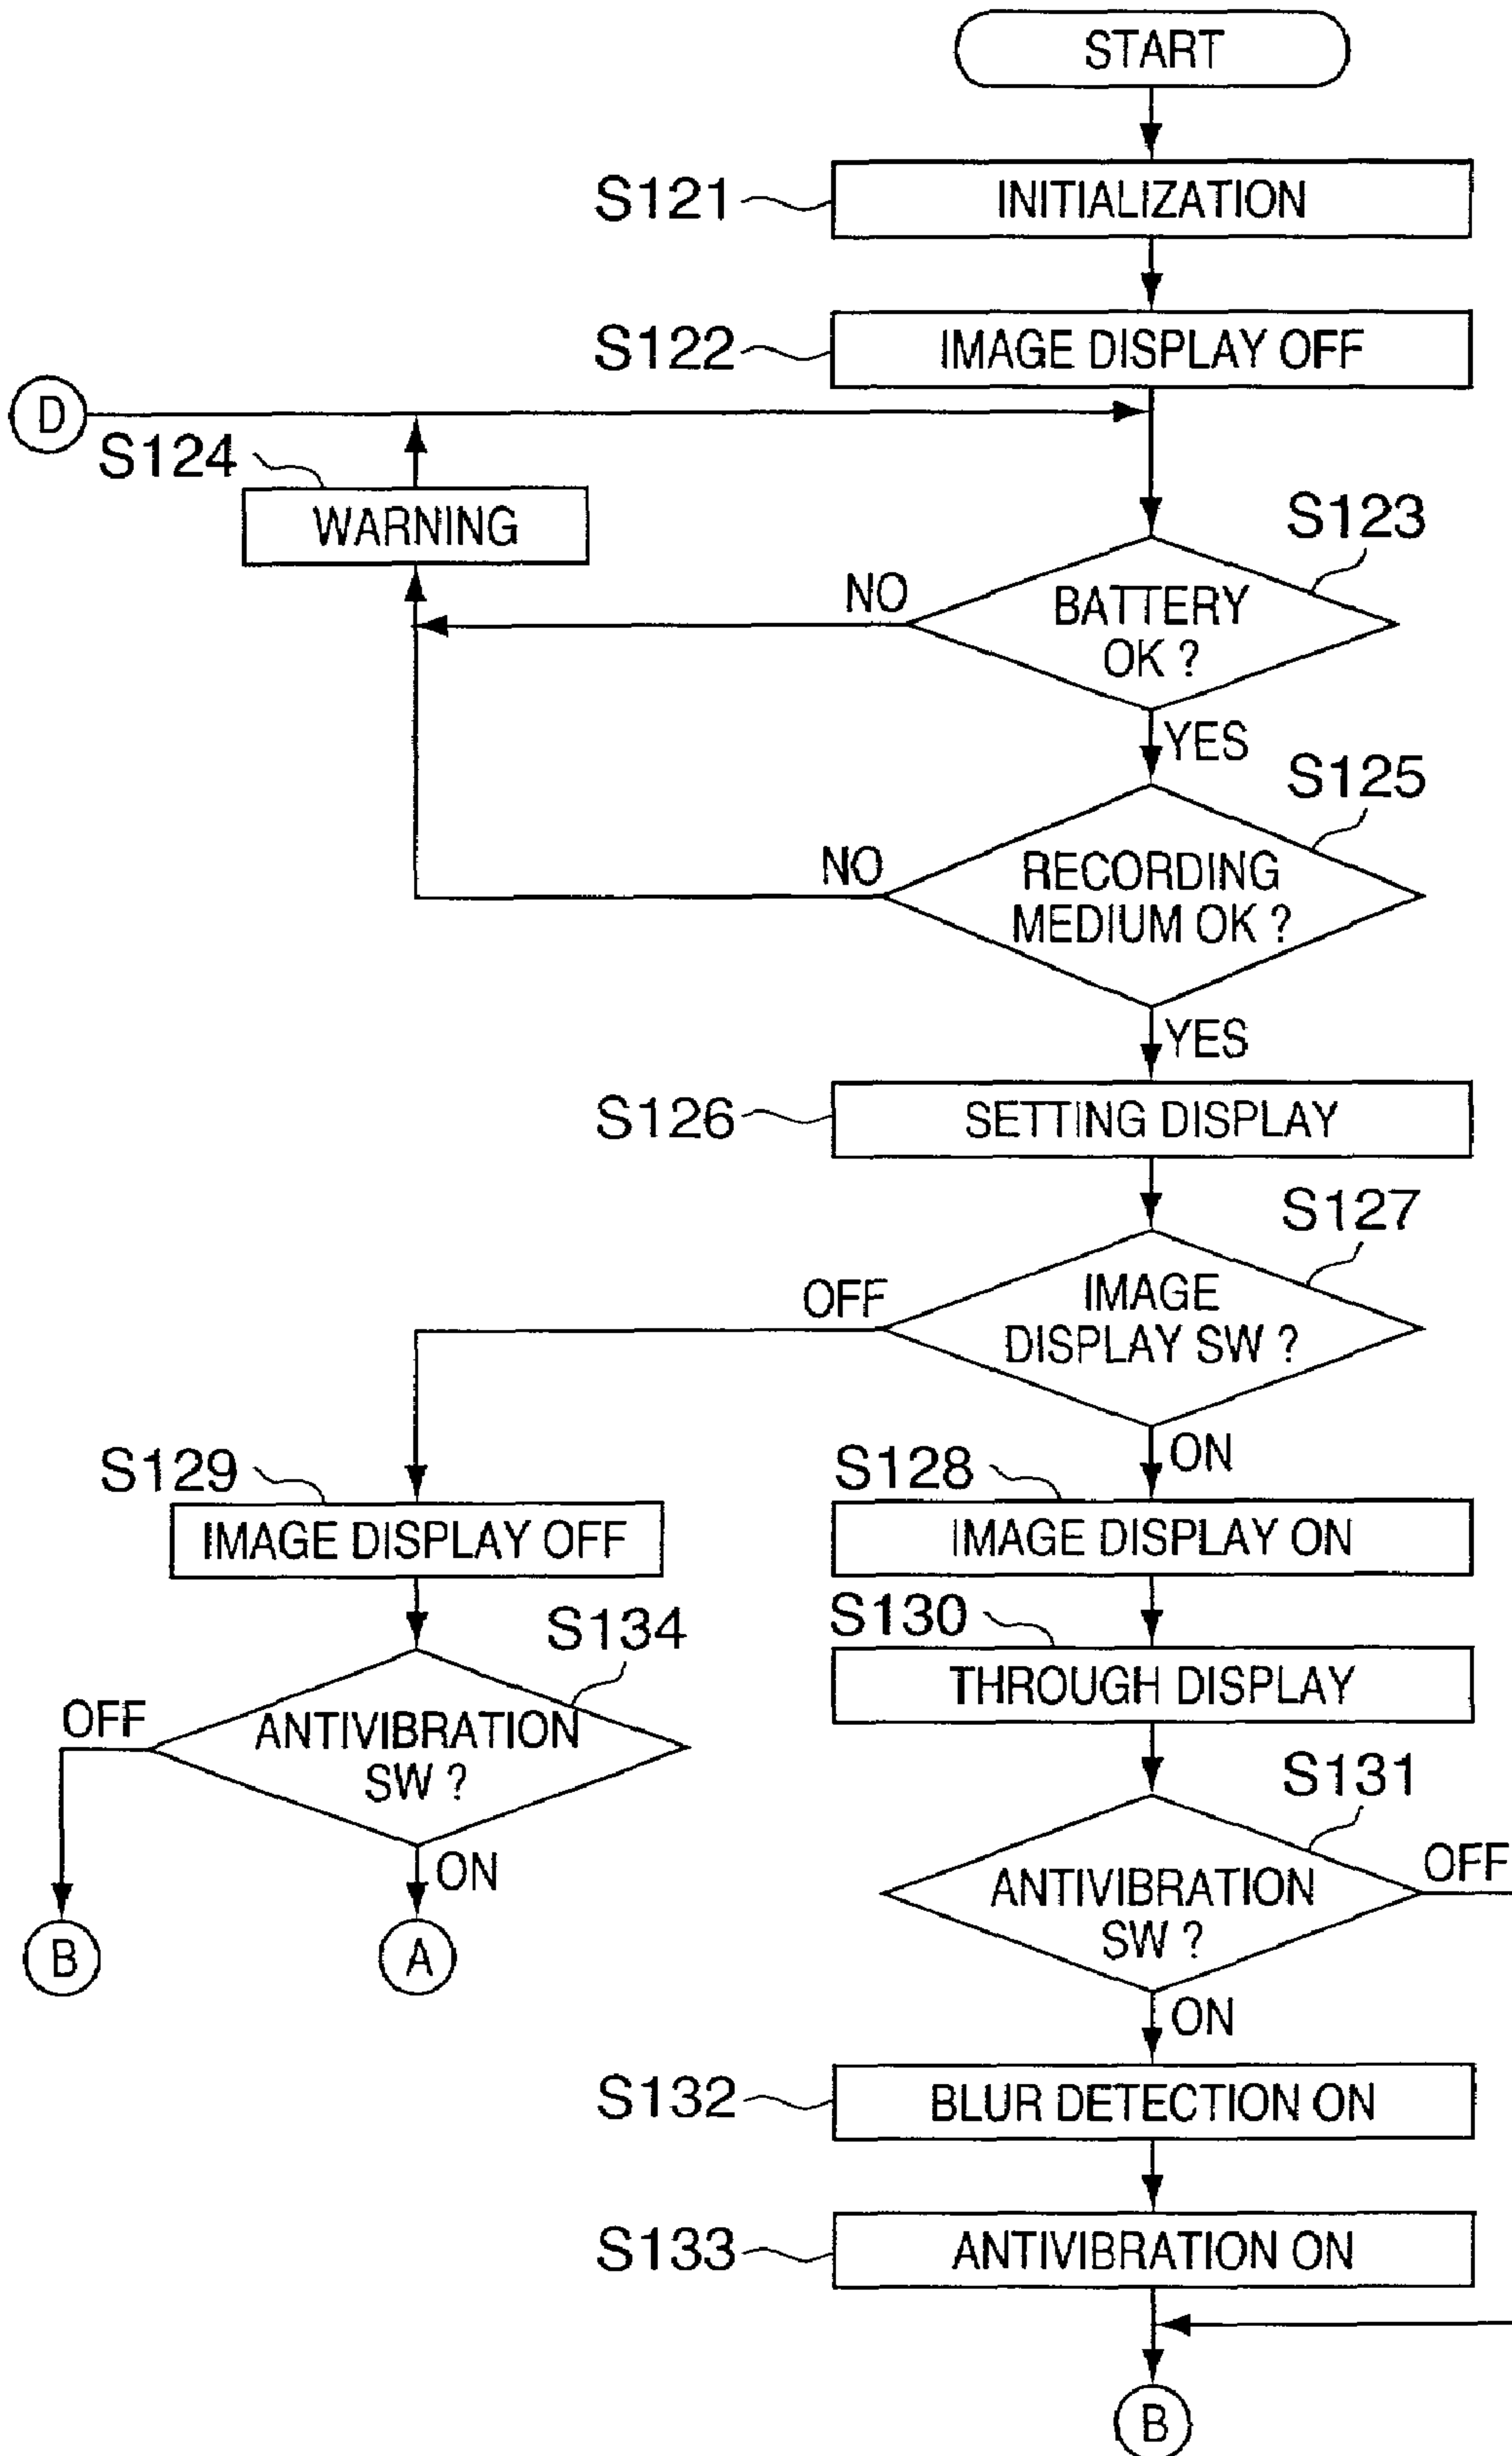 START
S121
INITIALIZATION
S122
IMAGE DISPLAY OFF
D
S124
WARNING
S123
NO
BATTERY
OK ?
YES
S125
NO
RECORDING
MEDIUM OK ?
YES
S126
SETTING DISPLAY
S127
OFF
IMAGE
DISPLAY SW ?
ON
S129
IMAGE DISPLAY OFF
S128
IMAGE DISPLAY ON
S134
OFF
ANTIVIBRATION
SW ?
ON
B
A
S130
THROUGH DISPLAY
S131
OFF
ANTIVIBRATION
SW ?
ON
S132
BLUR DETECTION ON
S133
ANTIVIBRATION ON
B